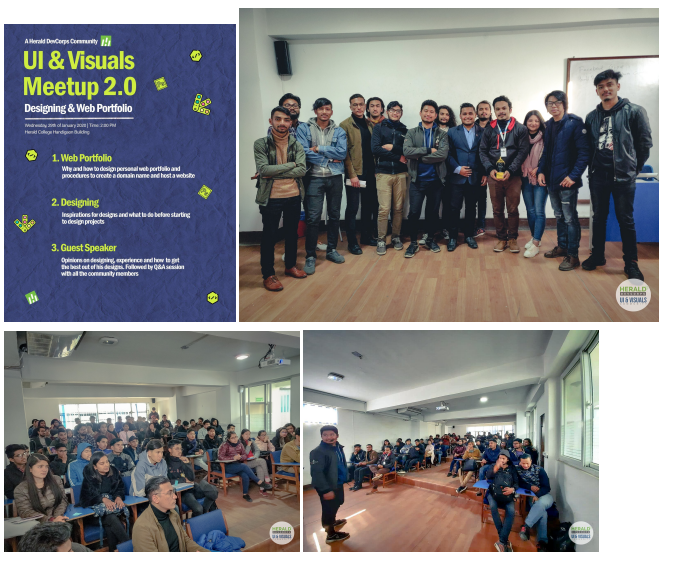 A Herald DevCorps Community
UI & Visuals
Meetup 2.0
Designing & Web Portfolio
Wednesday, 29th of January 2020 | Time: 2:00 PM
Herald College Handigaon Building
1. Web Portfolio
Why and how to design personal web portfolio and
procedures to create a domain name and host a website
2. Designing
Inspirations for designs and what to do before starting
to design projects
3. Guest Speaker
Opinions on designing, experience and how to get
the best out of his designs. Followed by Q&A session
with all the community members
HERALD
UI & VISUALS
HERALD
UI & VISUALS
HERALD
UI & VISUALS